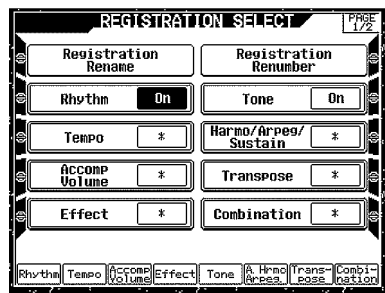 REGISTRATION SELECT
PAGE
1/2
Registration
Rename
Registration
Renumber
Rhythm On
Tone On
Tempo *
Harmo/Arpeg/
Sustain *
Accomp
Volume *
Transpose *
Effect *
Combination *
Rhythm Tempo Accomp
Volume Effect Tone A.Hrmo
Arpeg. Trans-
pose Combi-
nation